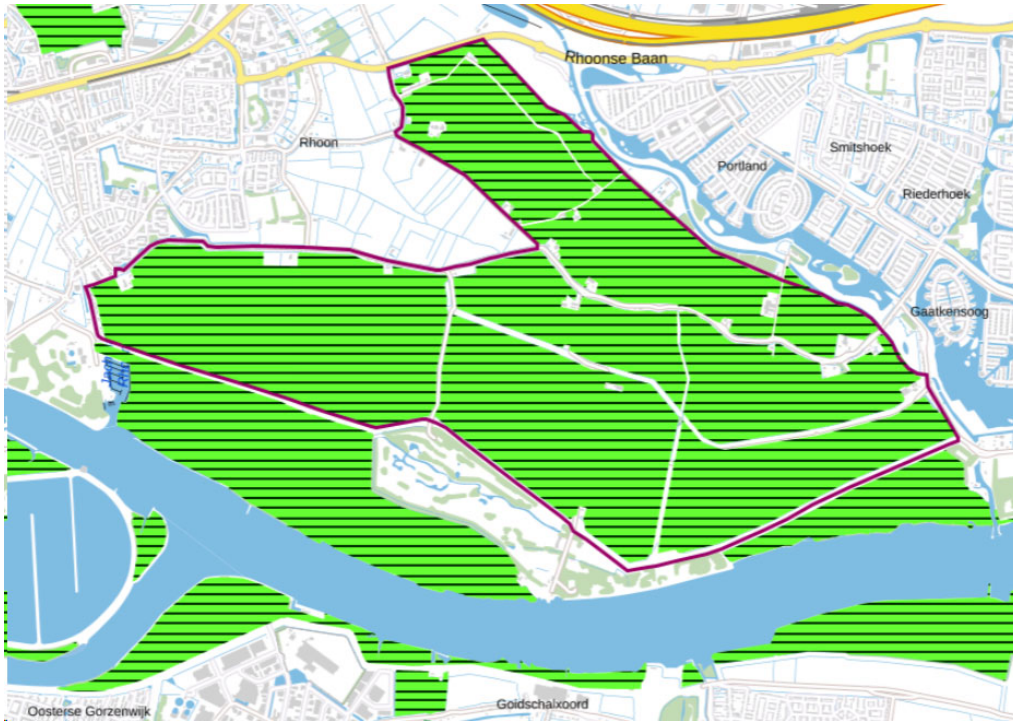 Rhoonse Baan
Rhoon
Smitshoek
Portland
Riederhoek
Gaatkensoog
Goidschalxoord
Oosterse Gorzenwijk